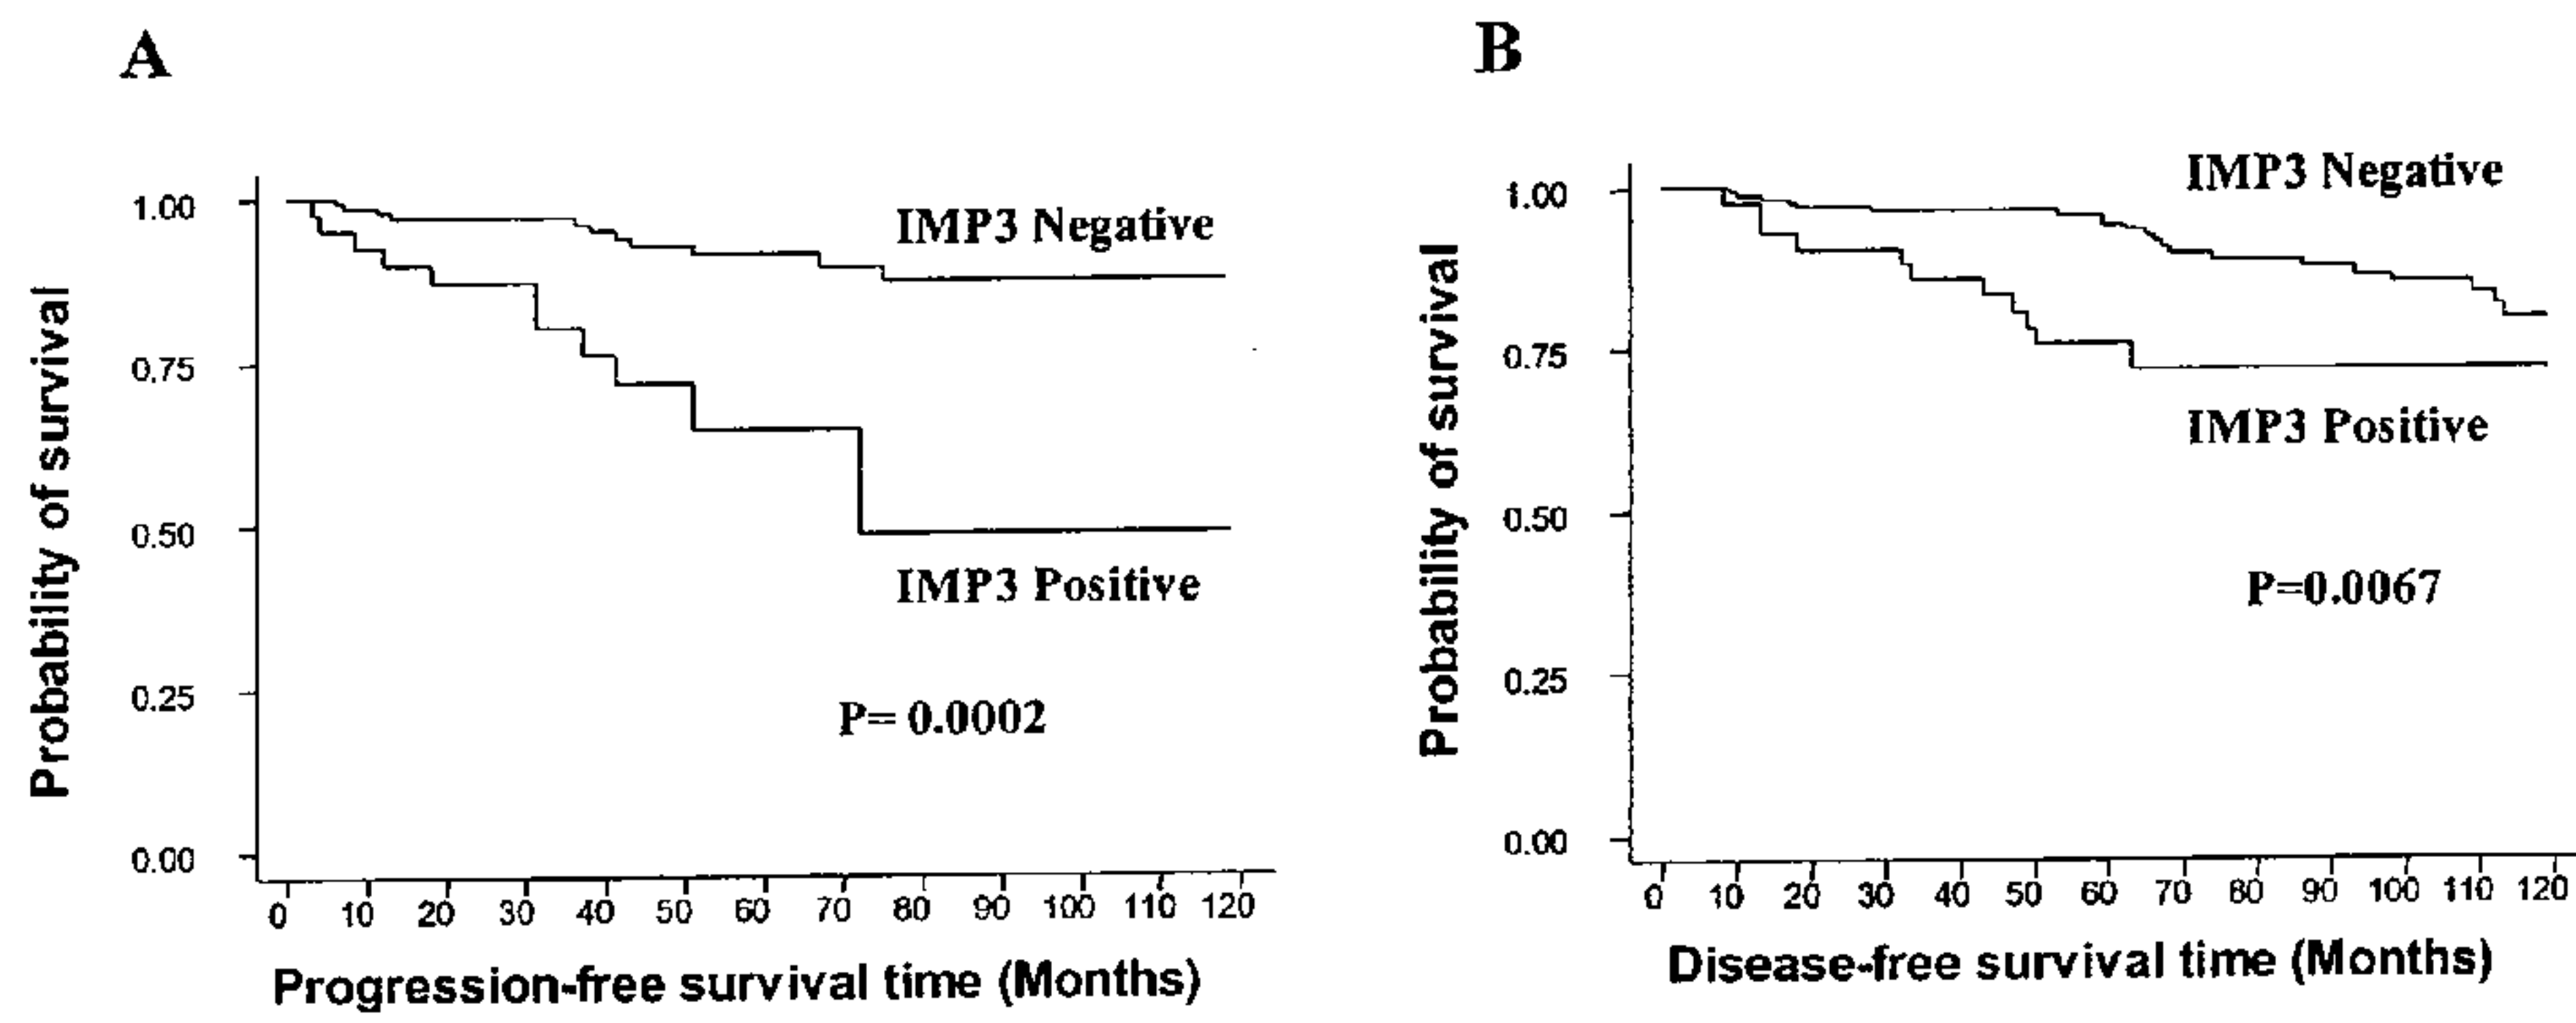 A
Probability of survival
1.00
0.75
0.50
0.25
0.00
IMP3 Negative
IMP3 Positive
P= 0.0002
0 10 20 30 40 50 60 70 80 90 100 110 120
Progression-free survival time (Months)
B
Probability of survival
1.00
0.75
0.50
0.25
0.00
IMP3 Negative
IMP3 Positive
P=0.0067
0 10 20 30 40 50 60 70 80 90 100 110 120
Disease-free survival time (Months)